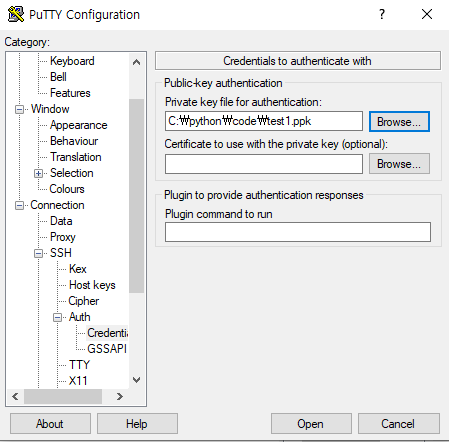 PuTTY Configuration
?
Category:
Keyboard
Bell
Features
Window
Appearance
Behaviour
Translation
Selection
Colours
Connection
Data
Proxy
SSH
Kex
Host keys
Cipher
Auth
Credentia
GSSAPI
TTY
X11
Credentials to authenticate with
Public-key authentication
Private key file for authentication:
C:₩python₩code₩test1.ppk
Browse...
Certificate to use with the private key (optional):
Browse...
Plugin to provide authentication responses
Plugin command to run
About
Help
Open
Cancel